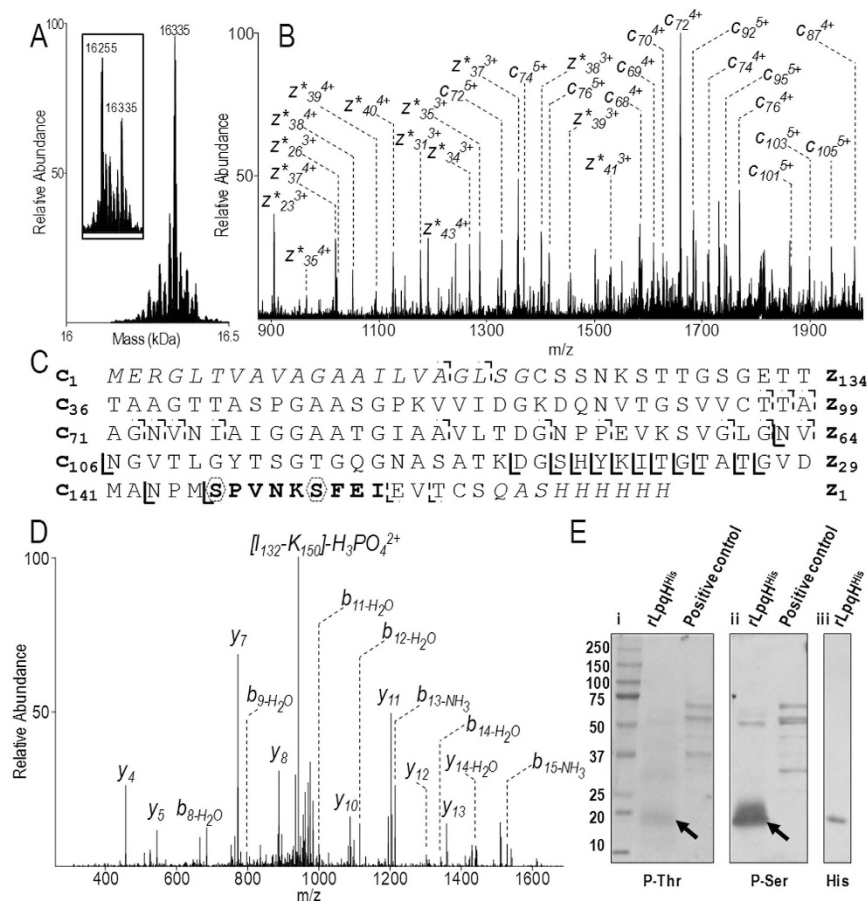 A
16255
16335
16335
Relative Abundance
100
50
16
16.5
Mass (kDa)
B
Relative Abundance
100
50
z*23 3+
z*35 4+
z*37 4+
z*26 3+
z*38 4+
z*39 4+
z*40 4+
z*31 3+
z*43 4+
z*34 3+
z*35 3+
c72 5+
z*37 3+
c74 5+
z*38 3+
c76 5+
z*39 3+
z*41 3+
c68 4+
c69 4+
c70 4+
c72 4+
c92 5+
c74 4+
c95 5+
c76 4+
c101 5+
c103 5+
c105 5+
c87 4+
900 1100 1300 1500 1700 1900
m/z
C
c1 M E R G L T V A V A G A A I L V A G L S G C S S N K S T T G S G E T T z134
c36 T A A G T T A S P G A A S G P K V V I D G K D Q N V T G S V V C T T A z99
c71 A G N V N I A I G G A A T G I A A V L T D G N P P E V K S V G L G N V z64
c106 N G V T L G Y T S G T G Q G N A S A T K D G S H Y K I T G T A T G V D z29
c141 M A N P M S P V N K S F E I E V T C S Q A S H H H H H H z1
D
Relative Abundance
100
50
[I132-K150]-H3PO4 2+
y4
y5
b8-H2O
y7
b9-H2O
y8
b11-H2O
y10
b12-H2O
y11
b13-NH3
y12
b14-H2O
y13
y14-H2O
b15-NH3
400 600 800 1000 1200 1400 1600
m/z
E
i rLpqHHis Positive control
ii rLpqHHis Positive control
iii rLpqHHis
250
150
100
75
50
37
25
20
10
P-Thr P-Ser His